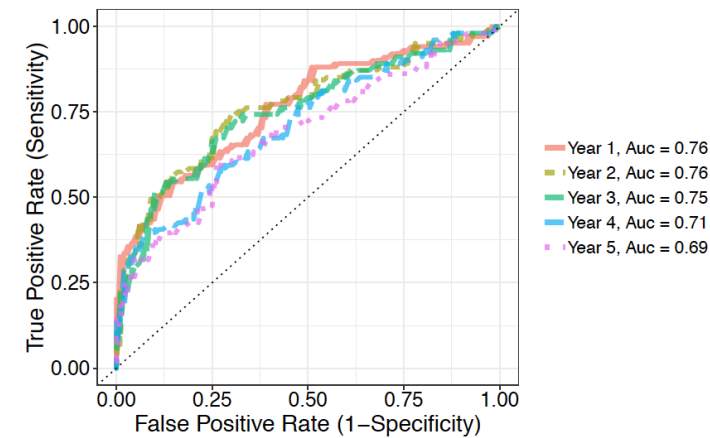 True Positive Rate (Sensitivity)
1.00
0.75
0.50
0.25
0.00
0.00 0.25 0.50 0.75 1.00
False Positive Rate (1−Specificity)
Year 1, Auc = 0.76
Year 2, Auc = 0.76
Year 3, Auc = 0.75
Year 4, Auc = 0.71
Year 5, Auc = 0.69